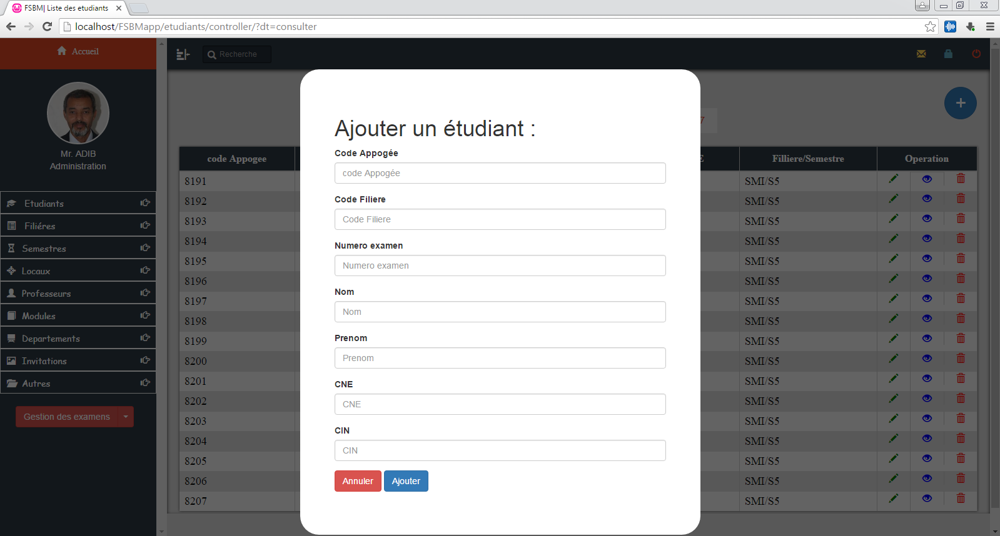 FSBM| Liste des etudiants
localhost/FSBMapp/etudiants/controller/?dt=consulter
Accueil
Recherche
Mr. ADIB
Administration
Etudiants
Filiéres
Semestres
Locaux
Professeurs
Modules
Departements
Invitations
Autres
Gestion des examens
7
code Appogee E Filliere/Semestre Operation
8191 SMI/S5
8192 SMI/S5
8193 SMI/S5
8194 SMI/S5
8195 SMI/S5
8196 SMI/S5
8197 SMI/S5
8198 SMI/S5
8199 SMI/S5
8200 SMI/S5
8201 SMI/S5
8202 SMI/S5
8203 SMI/S5
8204 SMI/S5
8205 SMI/S5
8206 SMI/S5
8207 SMI/S5
Ajouter un étudiant :
Code Appogée
code Appogée
Code Filiere
Code Filiere
Numero examen
Numero examen
Nom
Nom
Prenom
Prenom
CNE
CNE
CIN
CIN
Annuler Ajouter